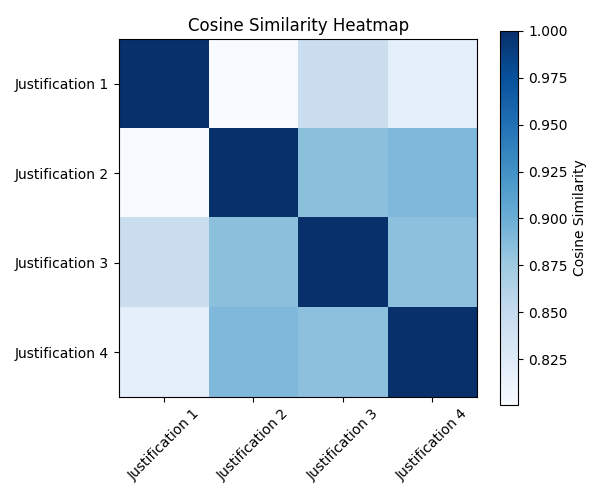 Cosine Similarity Heatmap
Justification 1
Justification 2
Justification 3
Justification 4
Justification 1
Justification 2
Justification 3
Justification 4
1.000
0.975
0.950
0.925
0.900
0.875
0.850
0.825
Cosine Similarity